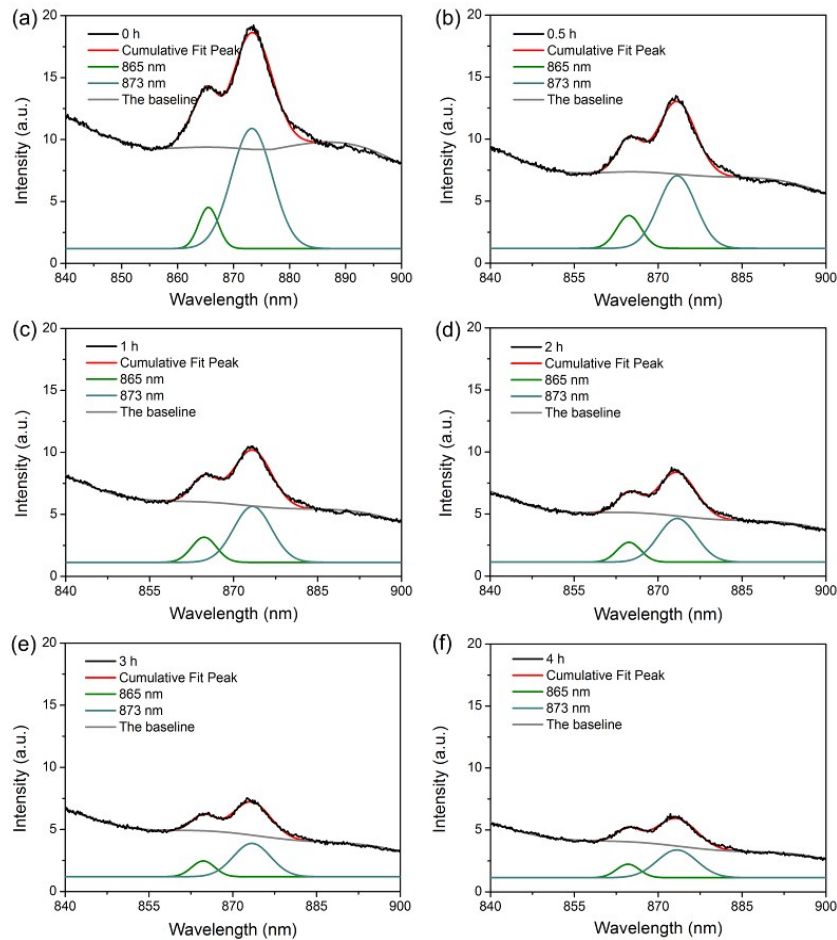 (a)
0 h
Cumulative Fit Peak
865 nm
873 nm
The baseline
Intensity (a.u.)
20
15
10
5
0
840 850 860 870 880 890 900
Wavelength (nm)
(b)
0.5 h
Cumulative Fit Peak
865 nm
873 nm
The baseline
Intensity (a.u.)
20
15
10
5
0
840 855 870 885 900
Wavelength (nm)
(c)
1 h
Cumulative Fit Peak
865 nm
873 nm
The baseline
Intensity (a.u.)
20
15
10
5
0
840 855 870 885 900
Wavelength (nm)
(d)
2 h
Cumulative Fit Peak
865 nm
873 nm
The baseline
Intensity (a.u.)
20
15
10
5
0
840 855 870 885 900
Wavelength (nm)
(e)
3 h
Cumulative Fit Peak
865 nm
873 nm
The baseline
Intensity (a.u.)
20
15
10
5
0
840 855 870 885 900
Wavelength (nm)
(f)
4 h
Cumulative Fit Peak
865 nm
873 nm
The baseline
Intensity (a.u.)
20
15
10
5
0
840 855 870 885 900
Wavelength (nm)